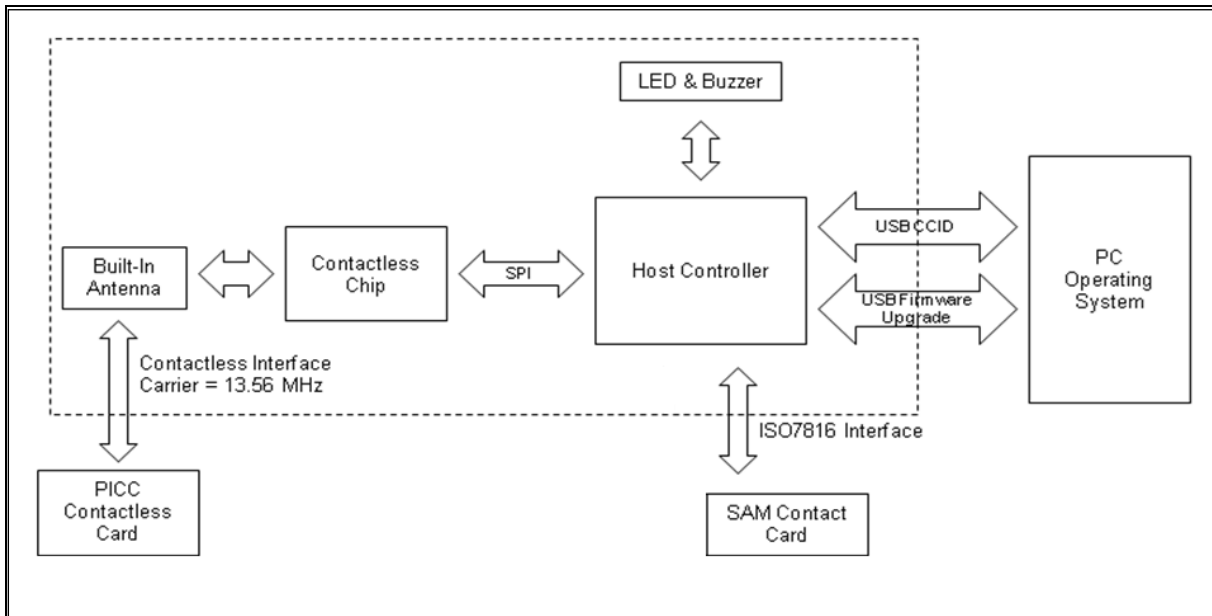 LED & Buzzer
Built-In
Antenna
Contactless
Chip
SPI
Host Controller
USB CCID
USB Firmware
Upgrade
PC
Operating
System
Contactless Interface
Carrier = 13.56 MHz
ISO7816 Interface
PICC
Contactless
Card
SAM Contact
Card